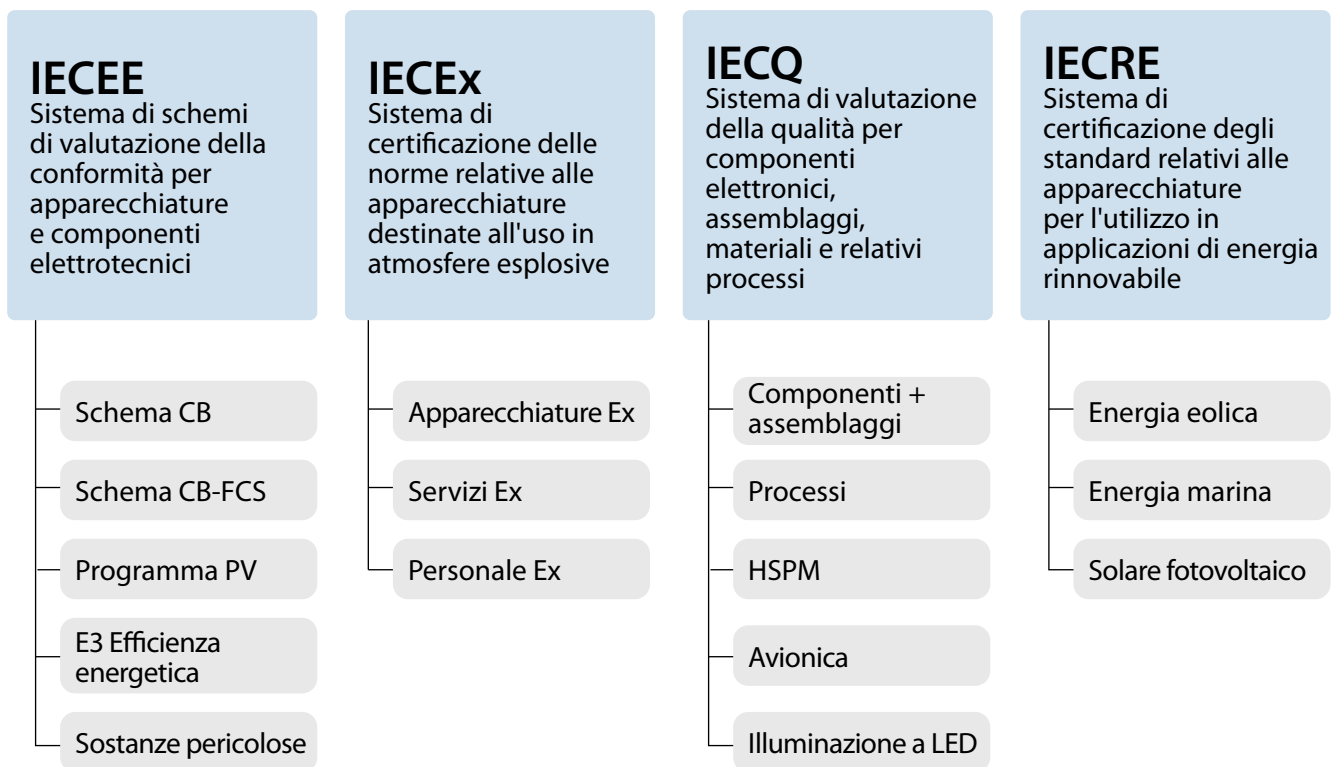 IECEE
Sistema di schemi
di valutazione della
conformità per
apparecchiature
e componenti
elettrotecnici
Schema CB
Schema CB-FCS
Programma PV
E3 Efficienza
energetica
Sostanze pericolose
IECEx
Sistema di
certificazione delle
norme relative alle
apparecchiature
destinate all'uso in
atmosfere esplosive
Apparecchiature Ex
Servizi Ex
Personale Ex
IECQ
Sistema di valutazione
della qualità per
componenti
elettronici,
assemblaggi,
materiali e relativi
processi
Componenti +
assemblaggi
Processi
HSPM
Avionica
Illuminazione a LED
IECRE
Sistema di
certificazione degli
standard relativi alle
apparecchiature
per l'utilizzo in
applicazioni di energia
rinnovabile
Energia eolica
Energia marina
Solare fotovoltaico